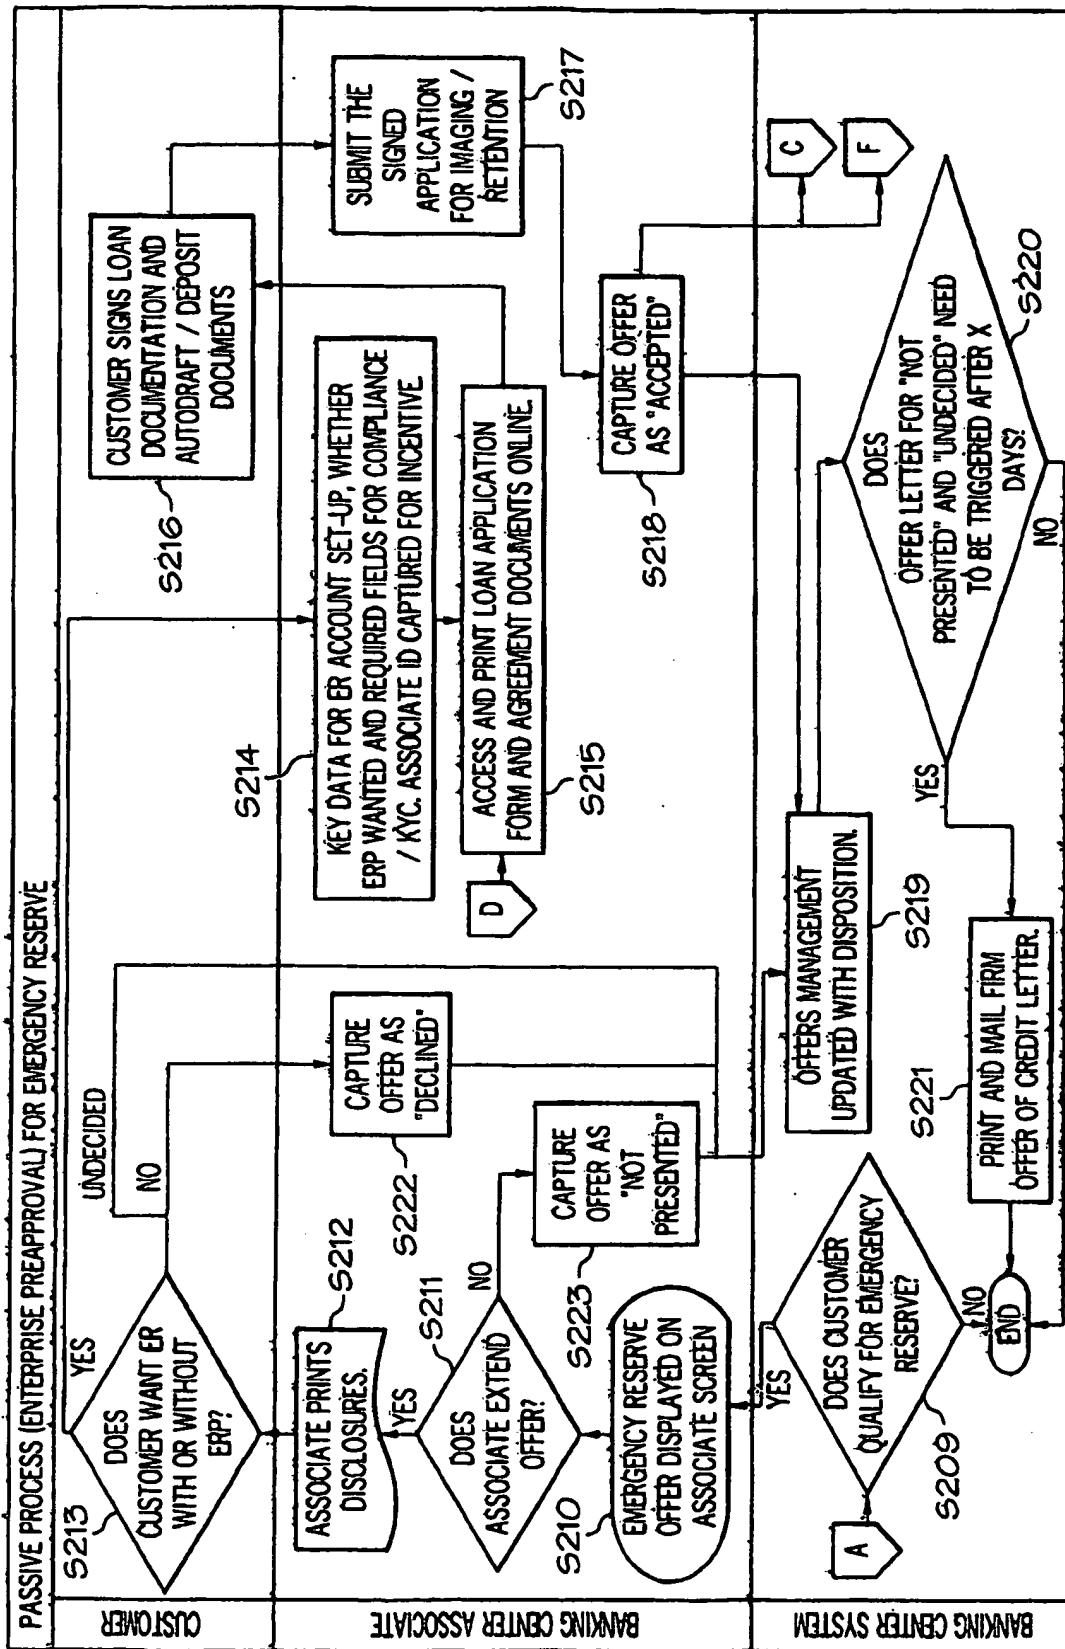 PASSIVE PROCESS (ENTERPRISE PREAPPROVAL) FOR EMERGENCY RESERVE
CUSTOMER
S213
DOES
CUSTOMER WANT ER
WITH OR WITHOUT
ERP?
YES
NO
UNDECIDED
S216
CUSTOMER SIGNS LOAN
DOCUMENTATION AND
AUTODRAFT / DEPOSIT
DOCUMENTS
BANKING CENTER ASSOCIATE
ASSOCIATE PRINTS
DISCLOSURES.
S212
YES
DOES
ASSOCIATE EXTEND
OFFER?
S211
NO
S210
EMERGENCY RESERVE
OFFER DISPLAYED ON
ASSOCIATE SCREEN
CAPTURE
OFFER AS
"DECLINED"
S222
CAPTURE
OFFER AS
"NOT
PRESENTED"
S223
S214
KEY DATA FOR ER ACCOUNT SET-UP, WHETHER
ERP WANTED AND REQUIRED FIELDS FOR COMPLIANCE
/ KYC. ASSOCIATE ID CAPTURED FOR INCENTIVE.
D
ACCESS AND PRINT LOAN APPLICATION
FORM AND AGREEMENT DOCUMENTS ONLINE.
S215
SUBMIT THE
SIGNED
APPLICATION
FOR IMAGING /
RETENTION
S217
CAPTURE OFFER
AS "ACCEPTED"
S218
BANKING CENTER SYSTEM
A
YES
DOES CUSTOMER
QUALIFY FOR EMERGENCY
RESERVE?
S209
NO
END
OFFERS MANAGEMENT
UPDATED WITH DISPOSITION.
S219
S221
PRINT AND MAIL FIRM
OFFER OF CREDIT LETTER.
YES
DOES
OFFER LETTER FOR "NOT
PRESENTED" AND "UNDECIDED" NEED
TO BE TRIGGERED AFTER X
DAYS?
S220
NO
C
F